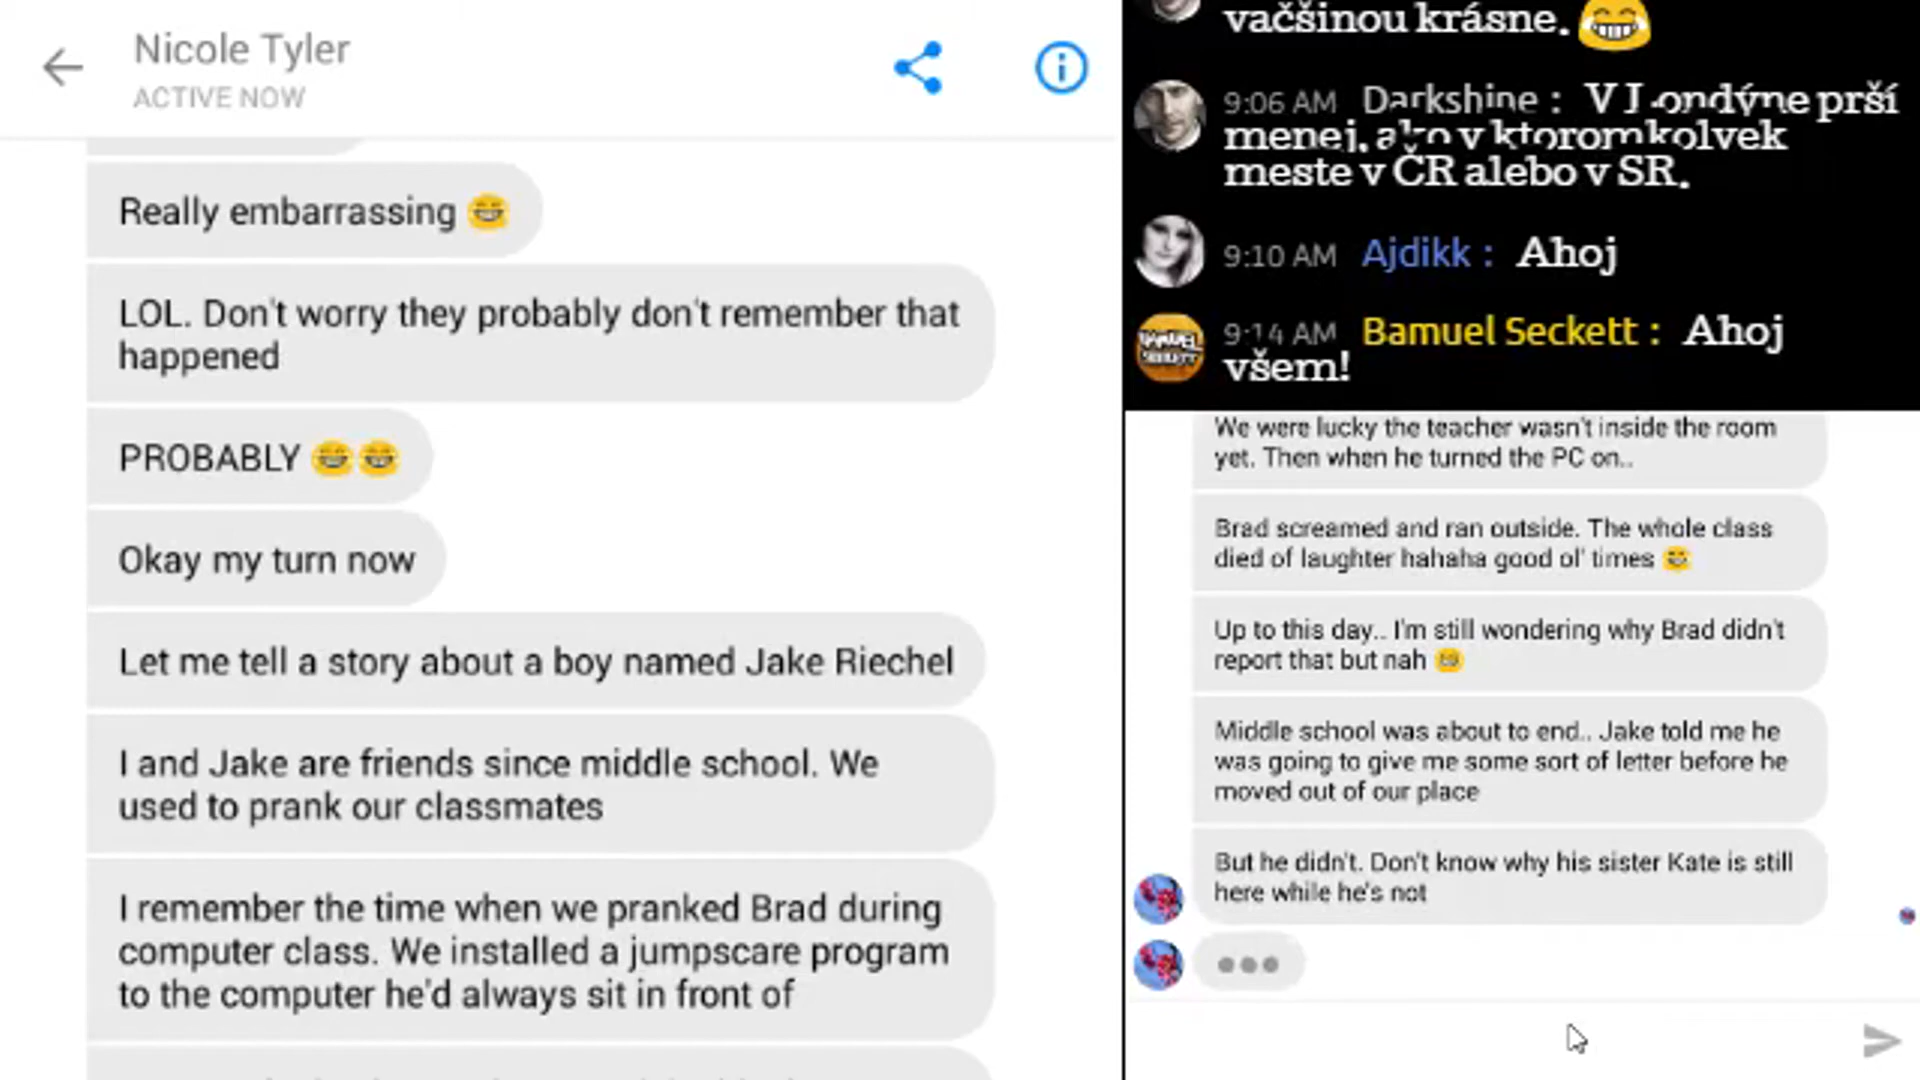 Nicole Tyler
ACTIVE NOW
Really embarrassing 😄
LOL. Don't worry they probably don't remember that
happened
PROBABLY 😄😄
Okay my turn now
Let me tell a story about a boy named Jake Riechel
I and Jake are friends since middle school. We
used to prank our classmates
I remember the time when we pranked Brad during
computer class. We installed a jumpscare program
to the computer he'd always sit in front of
vačšinou krásne. 😂
9:06 AM Darkshine : V Londýne prší
menej, ako v ktoromkolvek
meste v ČR alebo v SR.
9:10 AM Ajdikk : Ahoj
9:14 AM Bamuel Seckett : Ahoj
všem!
We were lucky the teacher wasn't inside the room
yet. Then when he turned the PC on..
Brad screamed and ran outside. The whole class
died of laughter hahaha good ol' times 😄
Up to this day.. I'm still wondering why Brad didn't
report that but nah 😄
Middle school was about to end.. Jake told me he
was going to give me some sort of letter before he
moved out of our place
But he didn't. Don't know why his sister Kate is still
here while he's not